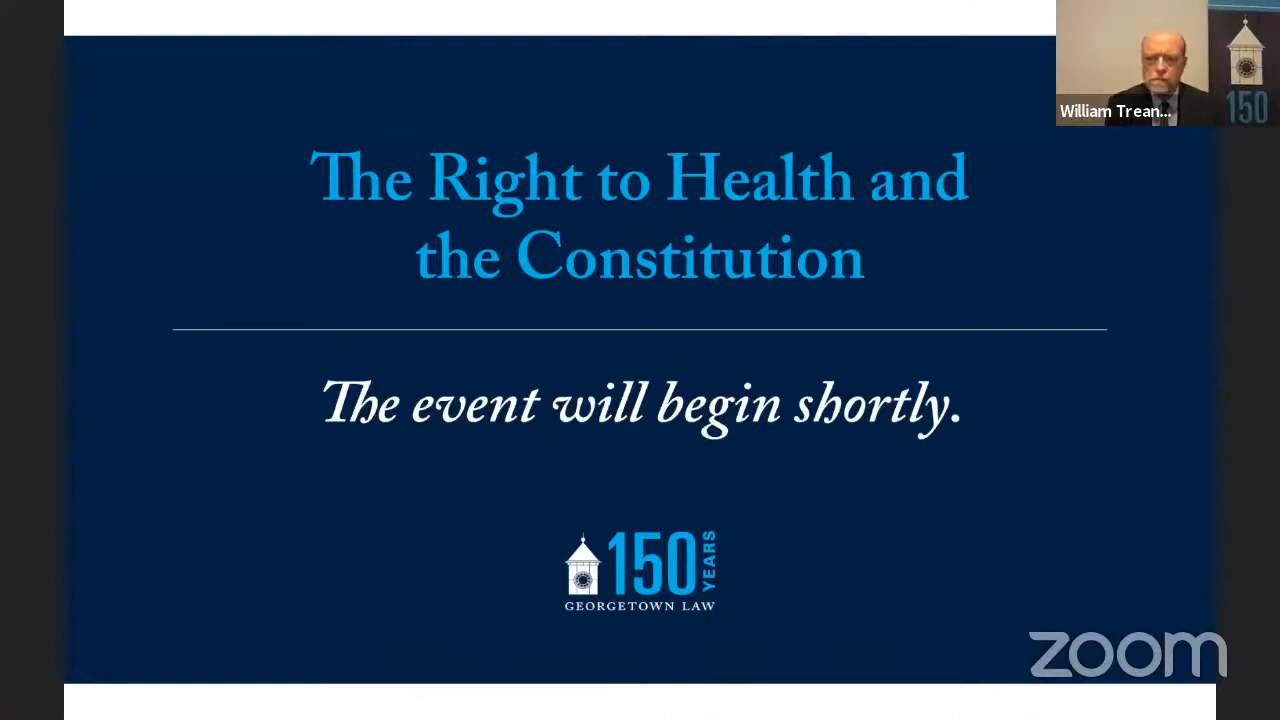 The Right to Health and
the Constitution
The event will begin shortly.
150 YEARS
GEORGETOWN LAW
William Trean...
150
zoom